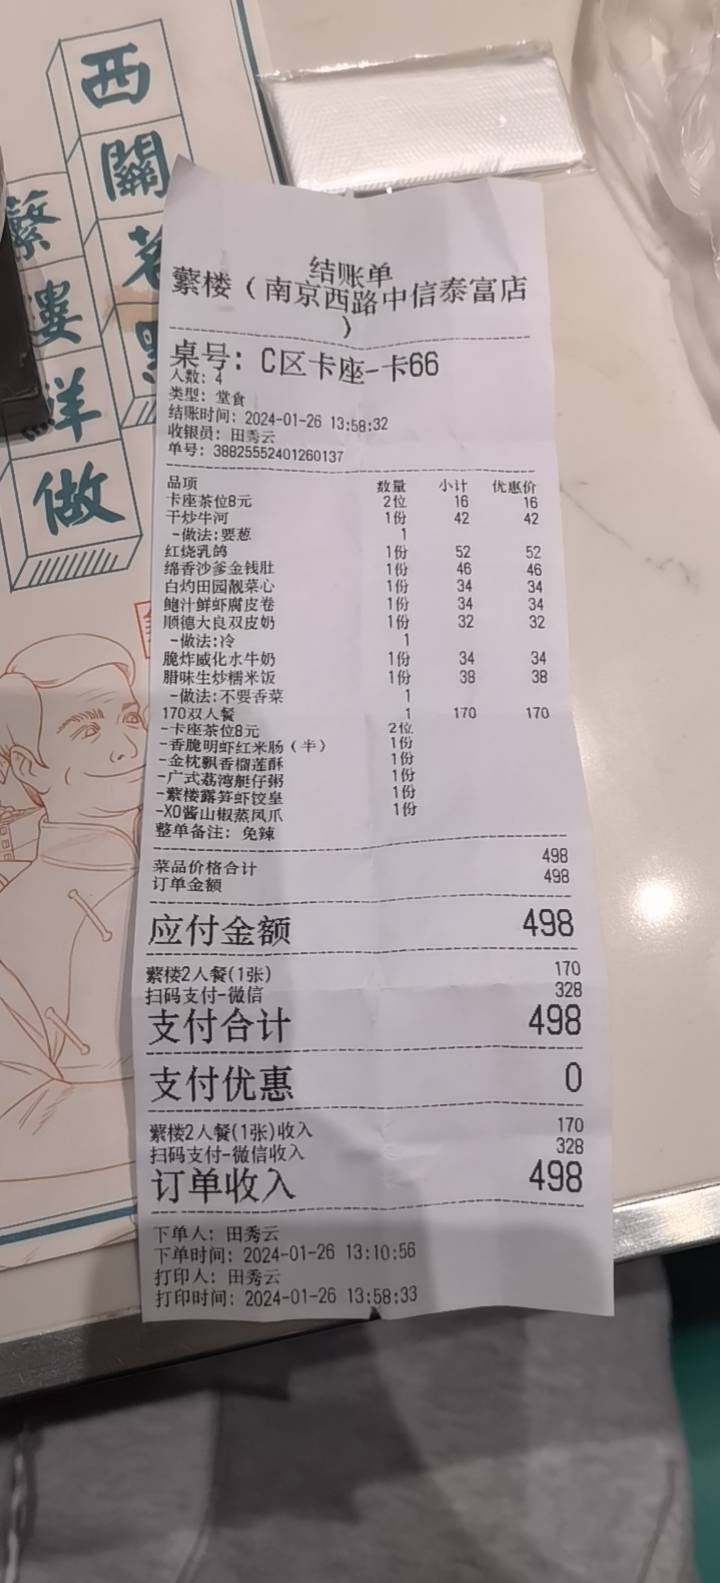 西關茗點
蘩樓洋做
结账单
蘩楼（南京西路中信泰富店
）
桌号：C区卡座-卡66
人数：4
类型：堂食
结账时间：2024-01-26 13:58:32
收银员：田秀云
单号：38825552401260137
品项 数量 小计 优惠价
卡座茶位8元 2位 16 16
干炒牛河 1份 42 42
-做法:要葱 1
红烧乳鸽 1份 52 52
绵香沙爹金钱肚 1份 46 46
白灼田园靓菜心 1份 34 34
鲍汁鲜虾腐皮卷 1份 34 34
顺德大良双皮奶 1份 32 32
-做法:冷 1
脆炸威化水牛奶 1份 34 34
腊味生炒糯米饭 1份 38 38
-做法:不要香菜 1
170双人餐 1 170 170
-卡座茶位8元 2位
-香脆明虾红米肠（半） 1份
-金枕飘香榴莲酥 1份
-广式荔湾艇仔粥 1份
-蘩楼露笋虾饺皇 1份
-XO酱山椒蒸凤爪 1份
整单备注：免辣
菜品价格合计 498
订单金额 498
应付金额 498
蘩楼2人餐(1张) 170
扫码支付-微信 328
支付合计 498
支付优惠 0
蘩楼2人餐(1张)收入 170
扫码支付-微信收入 328
订单收入 498
下单人：田秀云
下单时间：2024-01-26 13:10:56
打印人：田秀云
打印时间：2024-01-26 13:58:33